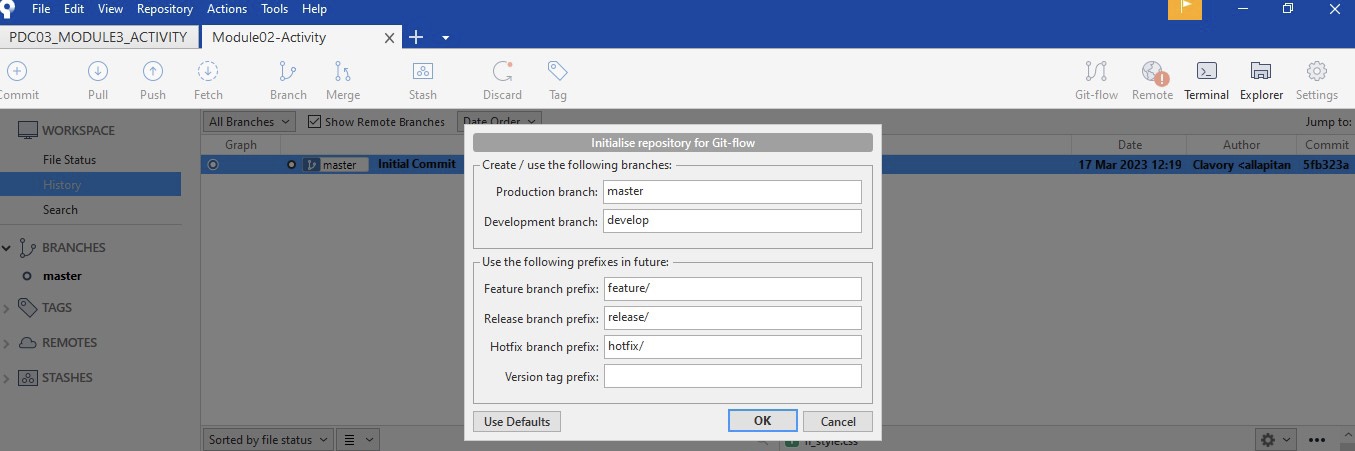 File Edit View Repository Actions Tools Help
PDC03_MODULE3_ACTIVITY Module02-Activity
Commit Pull Push Fetch Branch Merge Stash Discard Tag Git-flow Remote Terminal Explorer Settings
WORKSPACE
File Status
History
Search
BRANCHES
master
TAGS
REMOTES
STASHES
All Branches Show Remote Branches Date Order Jump to:
Graph Date Author Commit
master Initial Commit 17 Mar 2023 12:19 Clavory <allapitan 5fb323a
Initialise repository for Git-flow
Create / use the following branches:
Production branch: master
Development branch: develop
Use the following prefixes in future:
Feature branch prefix: feature/
Release branch prefix: release/
Hotfix branch prefix: hotfix/
Version tag prefix:
Use Defaults OK Cancel
Sorted by file status